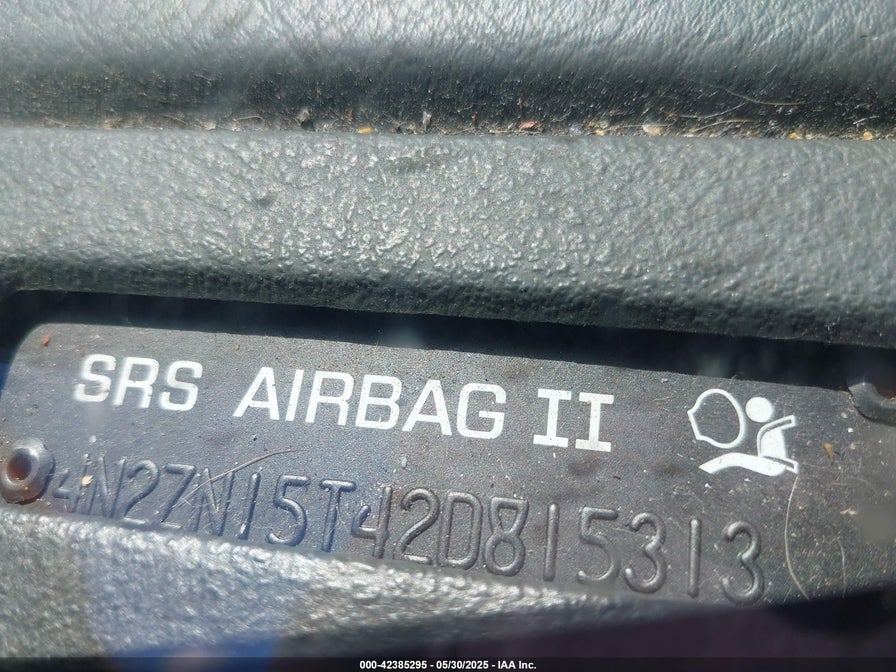 SRS AIRBAG II
4N2ZN15T42D815313
000-42385295 - 05/30/2025 - IAA Inc.